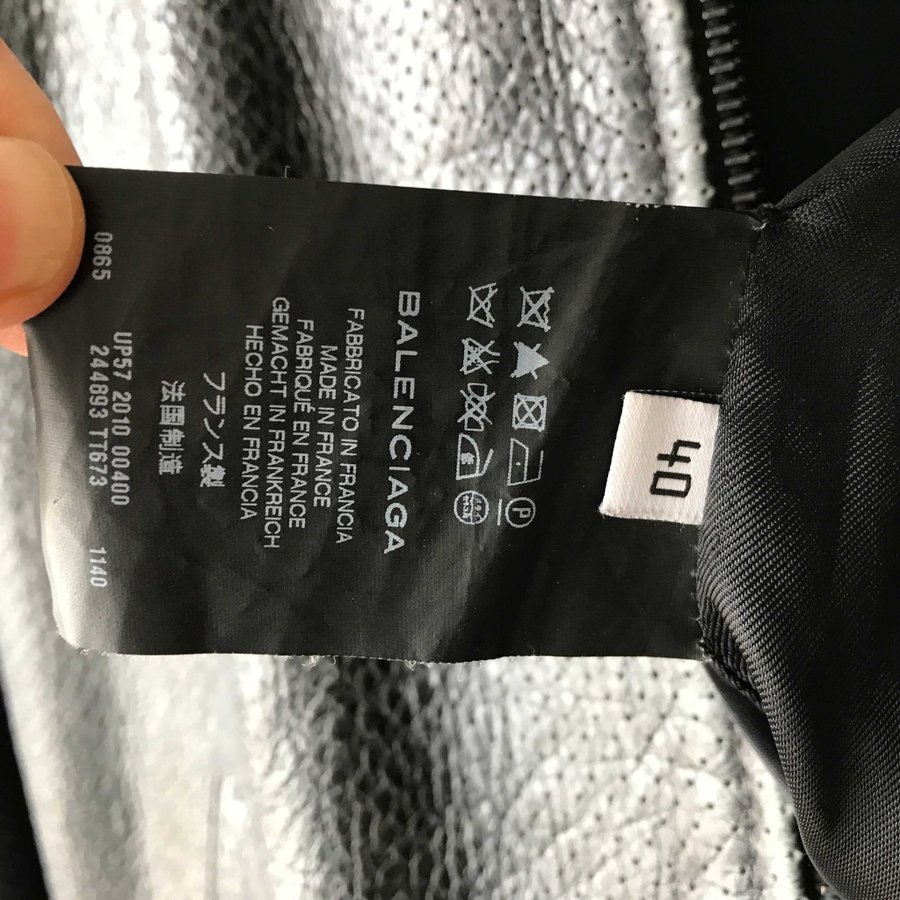 40
BALENCIAGA
FABBRICATO IN FRANCIA
MADE IN FRANCE
FABRIQUÉ EN FRANCE
GEMACHT IN FRANKREICH
HECHO EN FRANCIA
フランス製
法国制造
UP57 2010 00400
0865 244893 TT673 1140